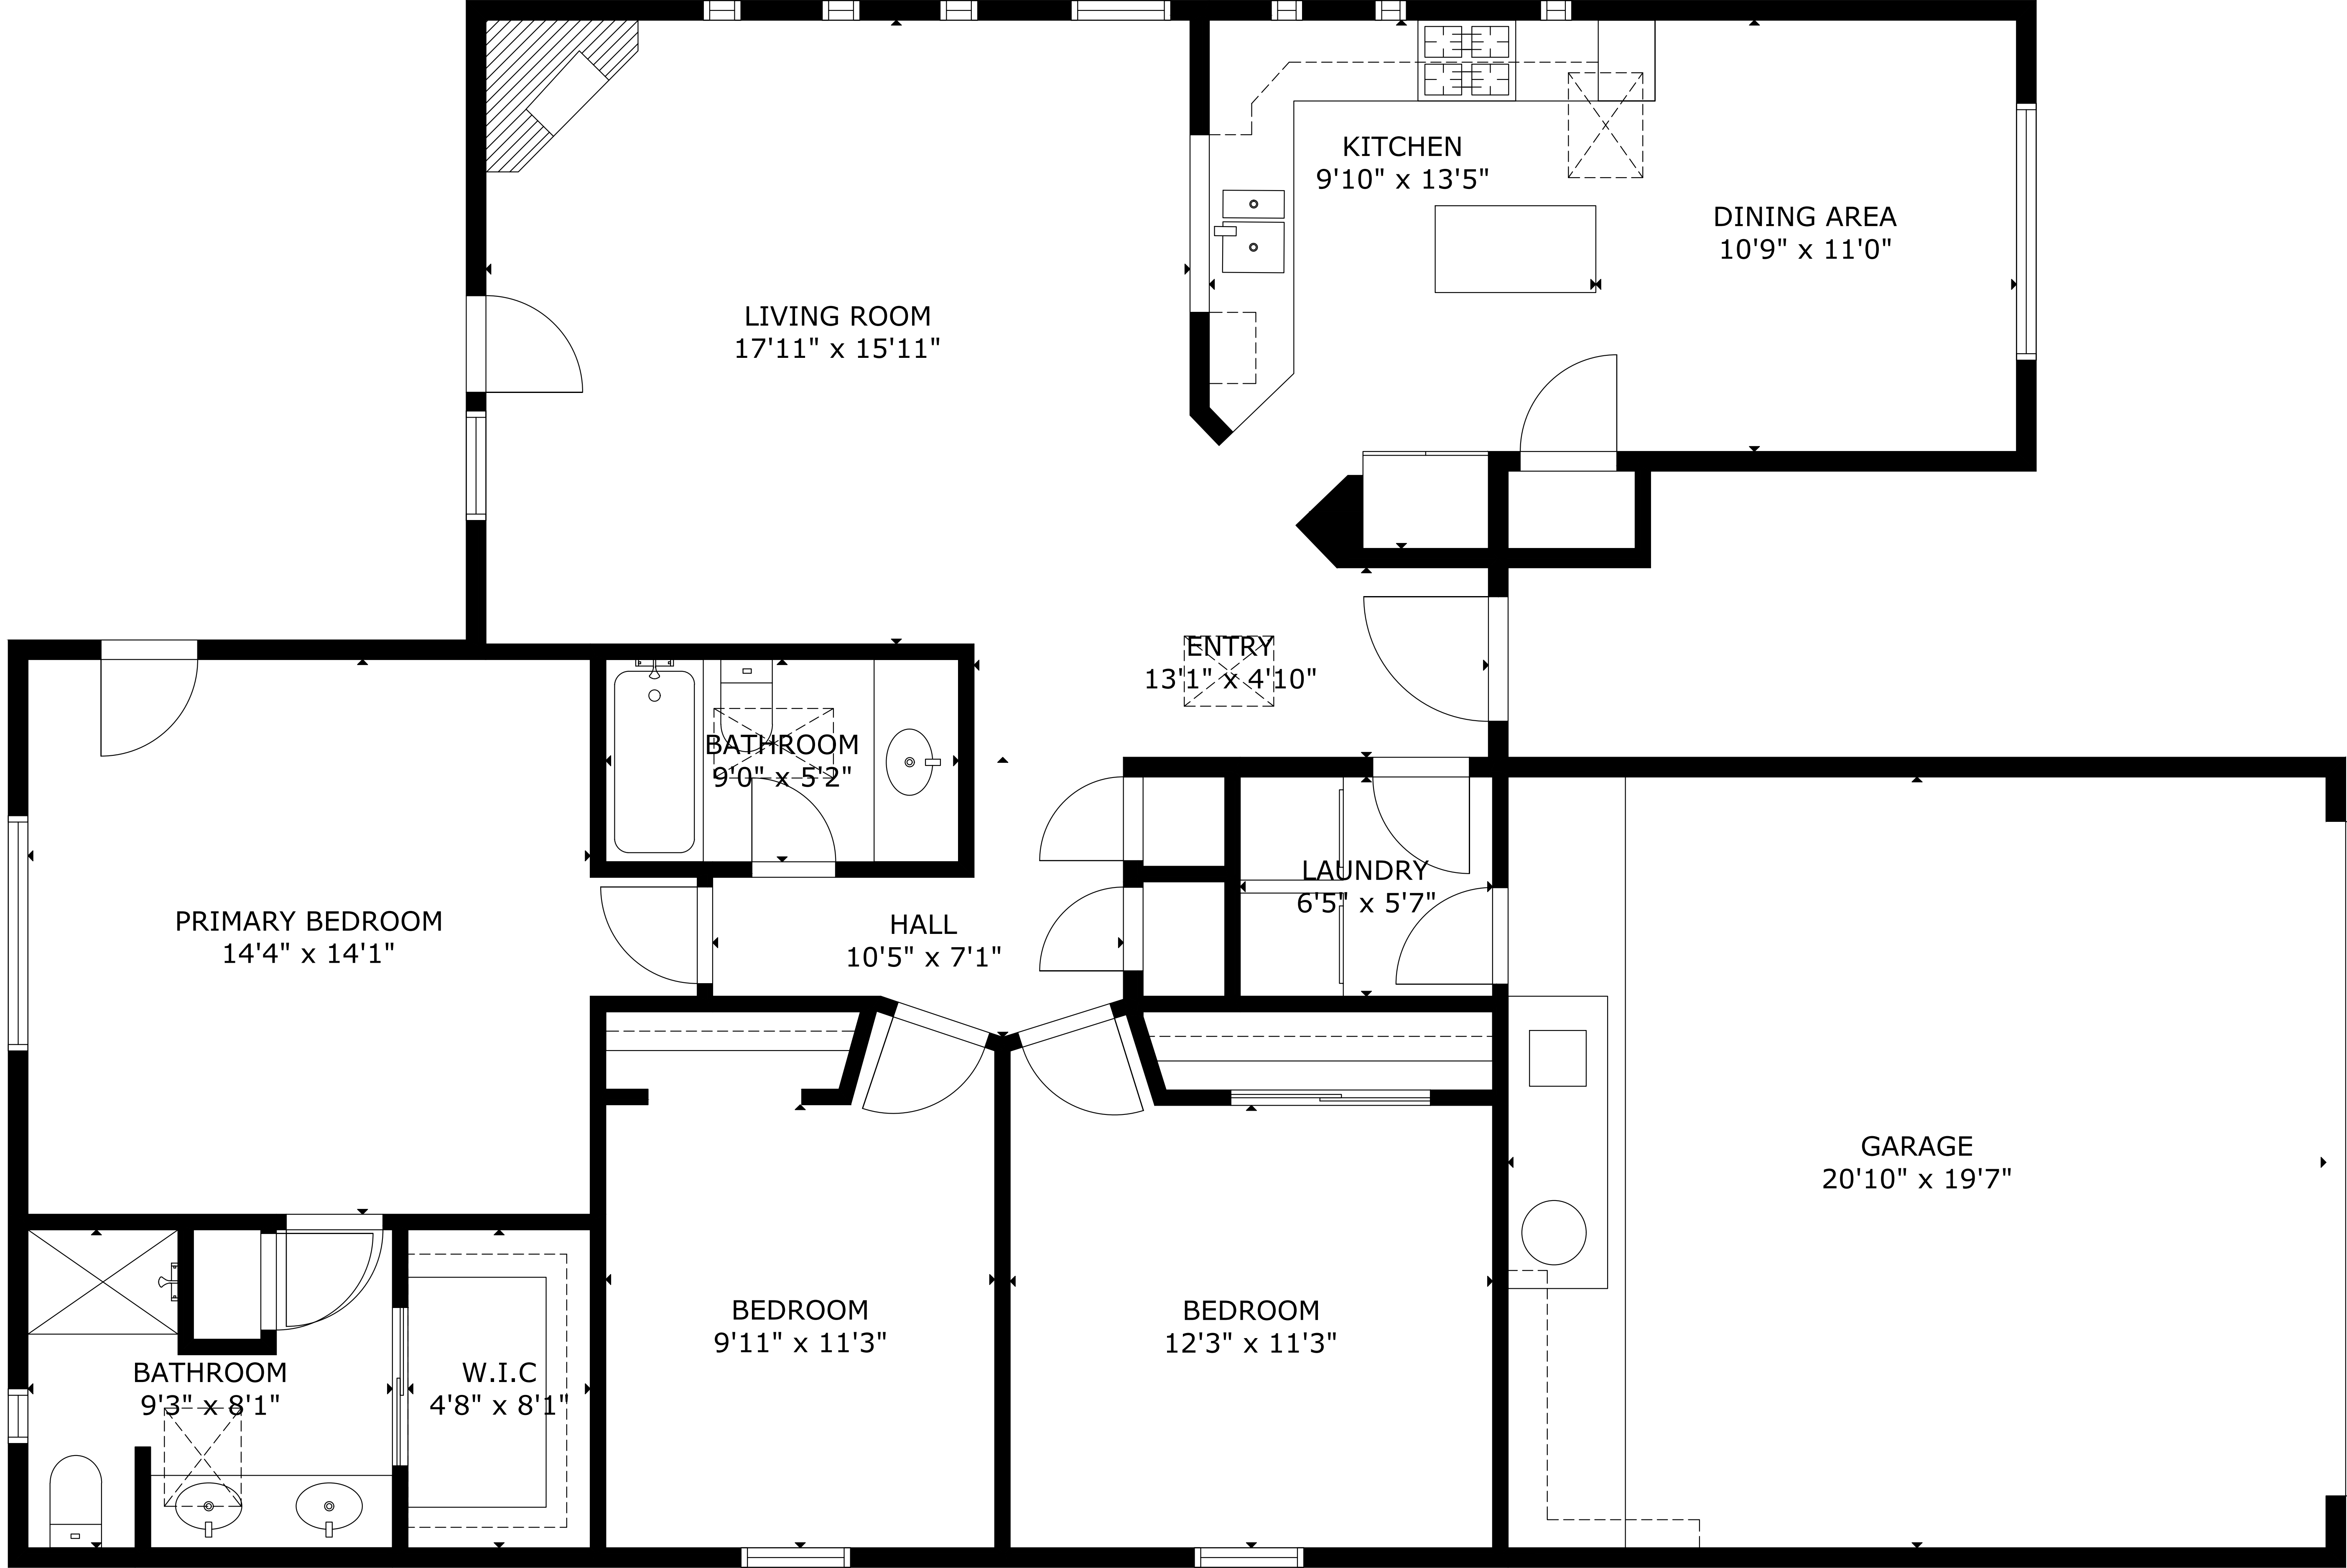 KITCHEN
9'10" x 13'5"
DINING AREA
10'9" x 11'0"
LIVING ROOM
17'11" x 15'11"
ENTRY
13'1" x 4'10"
BATHROOM
9'0" x 5'2"
LAUNDRY
6'5" x 5'7"
PRIMARY BEDROOM
14'4" x 14'1"
HALL
10'5" x 7'1"
GARAGE
20'10" x 19'7"
BEDROOM
9'11" x 11'3"
BEDROOM
12'3" x 11'3"
BATHROOM
9'3" x 8'1"
W.I.C
4'8" x 8'1"